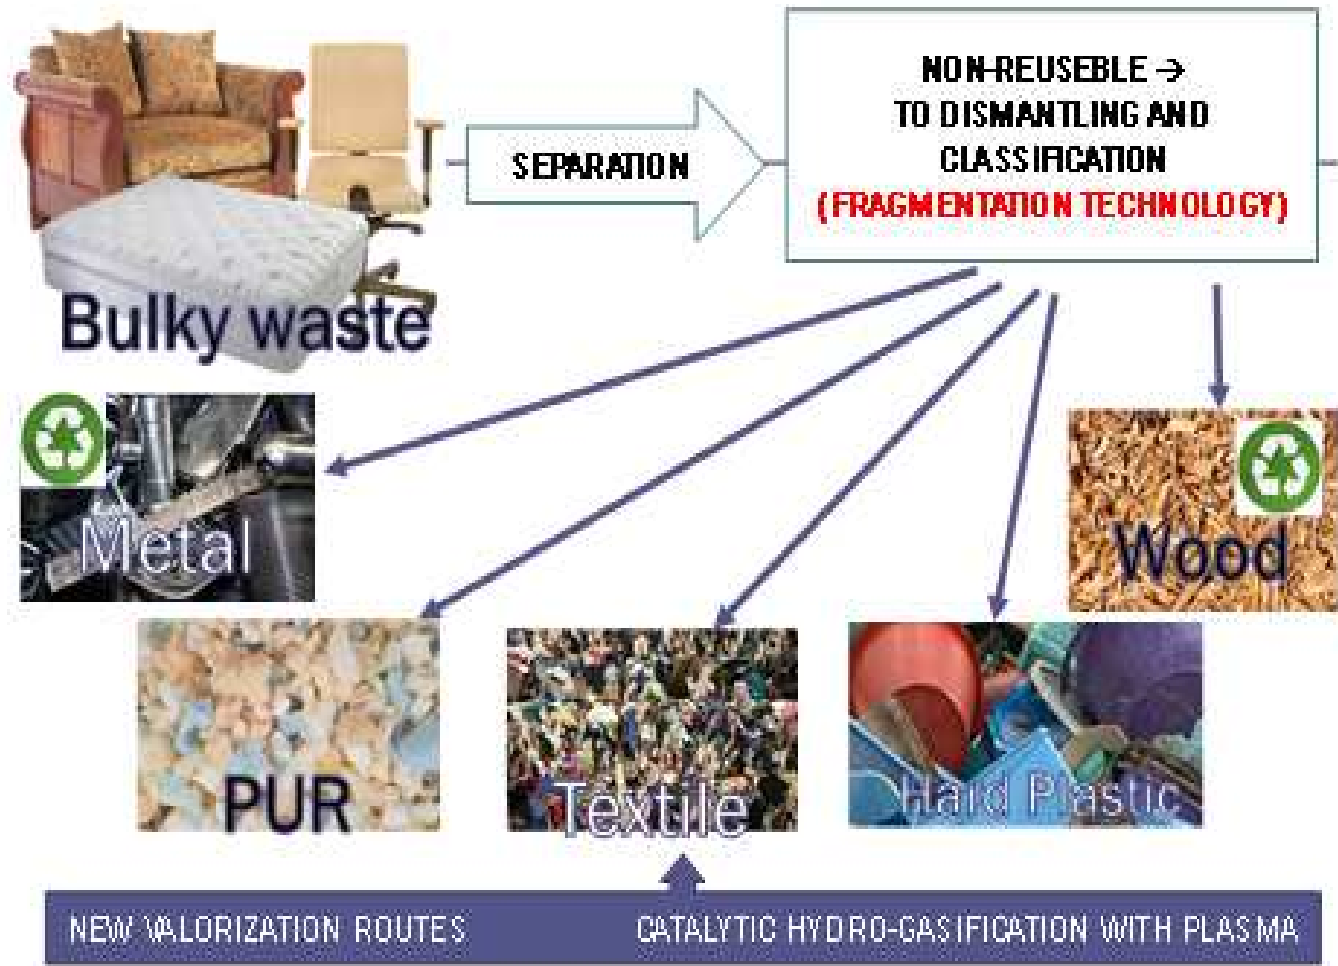 NON-REUSEBLE →
TO DISMANTLING AND
CLASSIFICATION
(FRAGMENTATION TECHNOLOGY)
SEPARATION
Bulky waste
Metal
Wood
PUR
Textile
Hard Plastic
NEW VALORIZATION ROUTES
CATALYTIC HYDRO-GASIFICATION WITH PLASMA